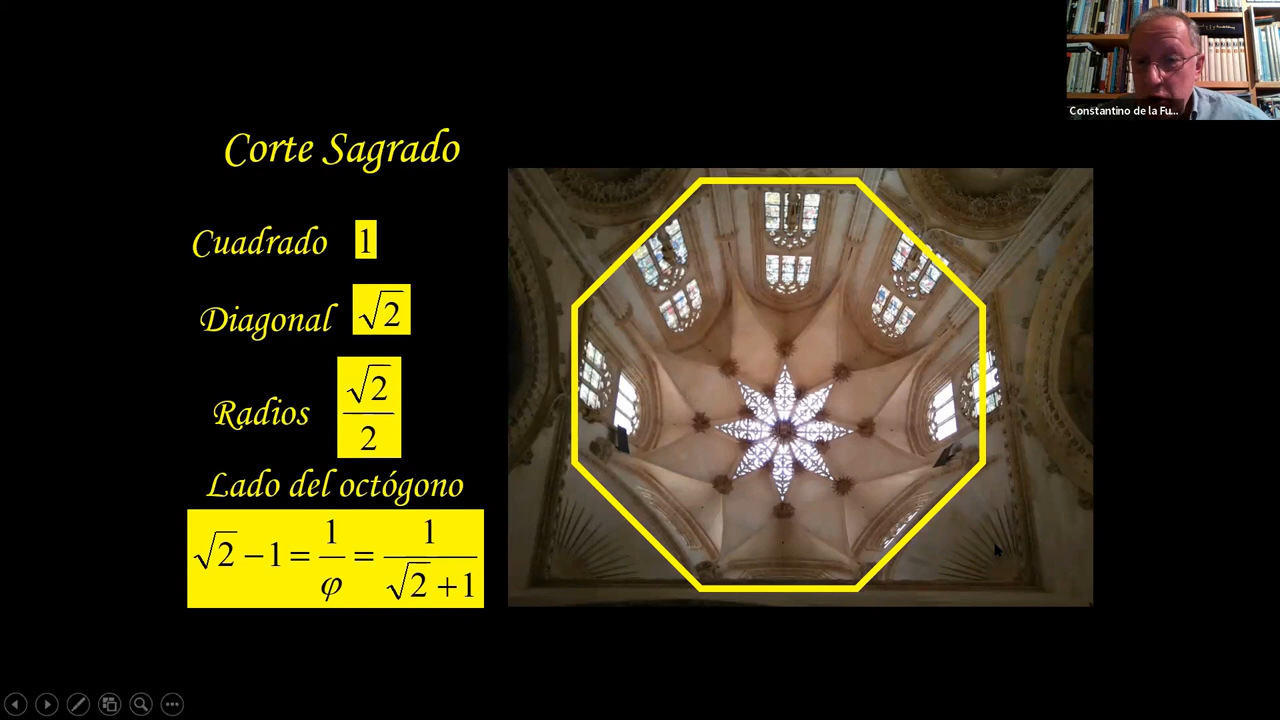 Constantino de la Fu...
Corte Sagrado
Cuadrado 1
Diagonal √2
Radios √2/2
Lado del octógono
√2 − 1 = 1/φ = 1/(√2 + 1)